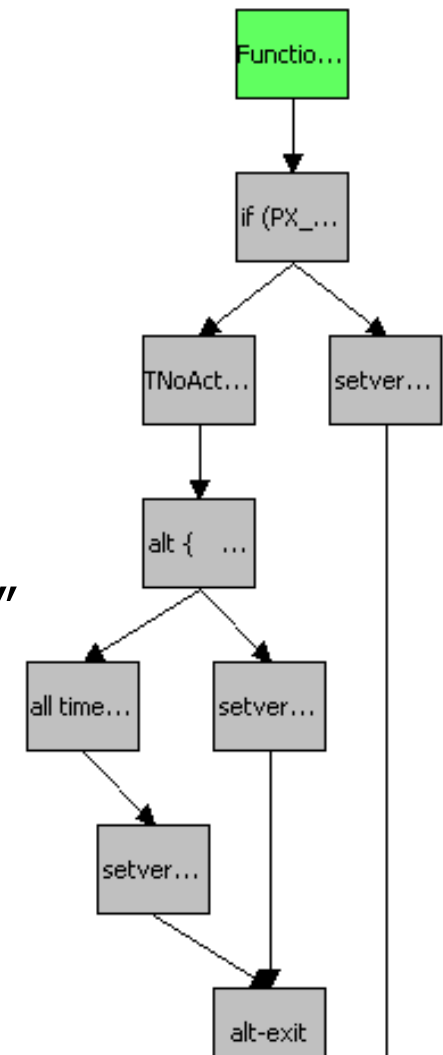 Functio...
if (PX_...
TNoAct...
setver...
alt { ...
”
all time...
setver...
setver...
alt-exit